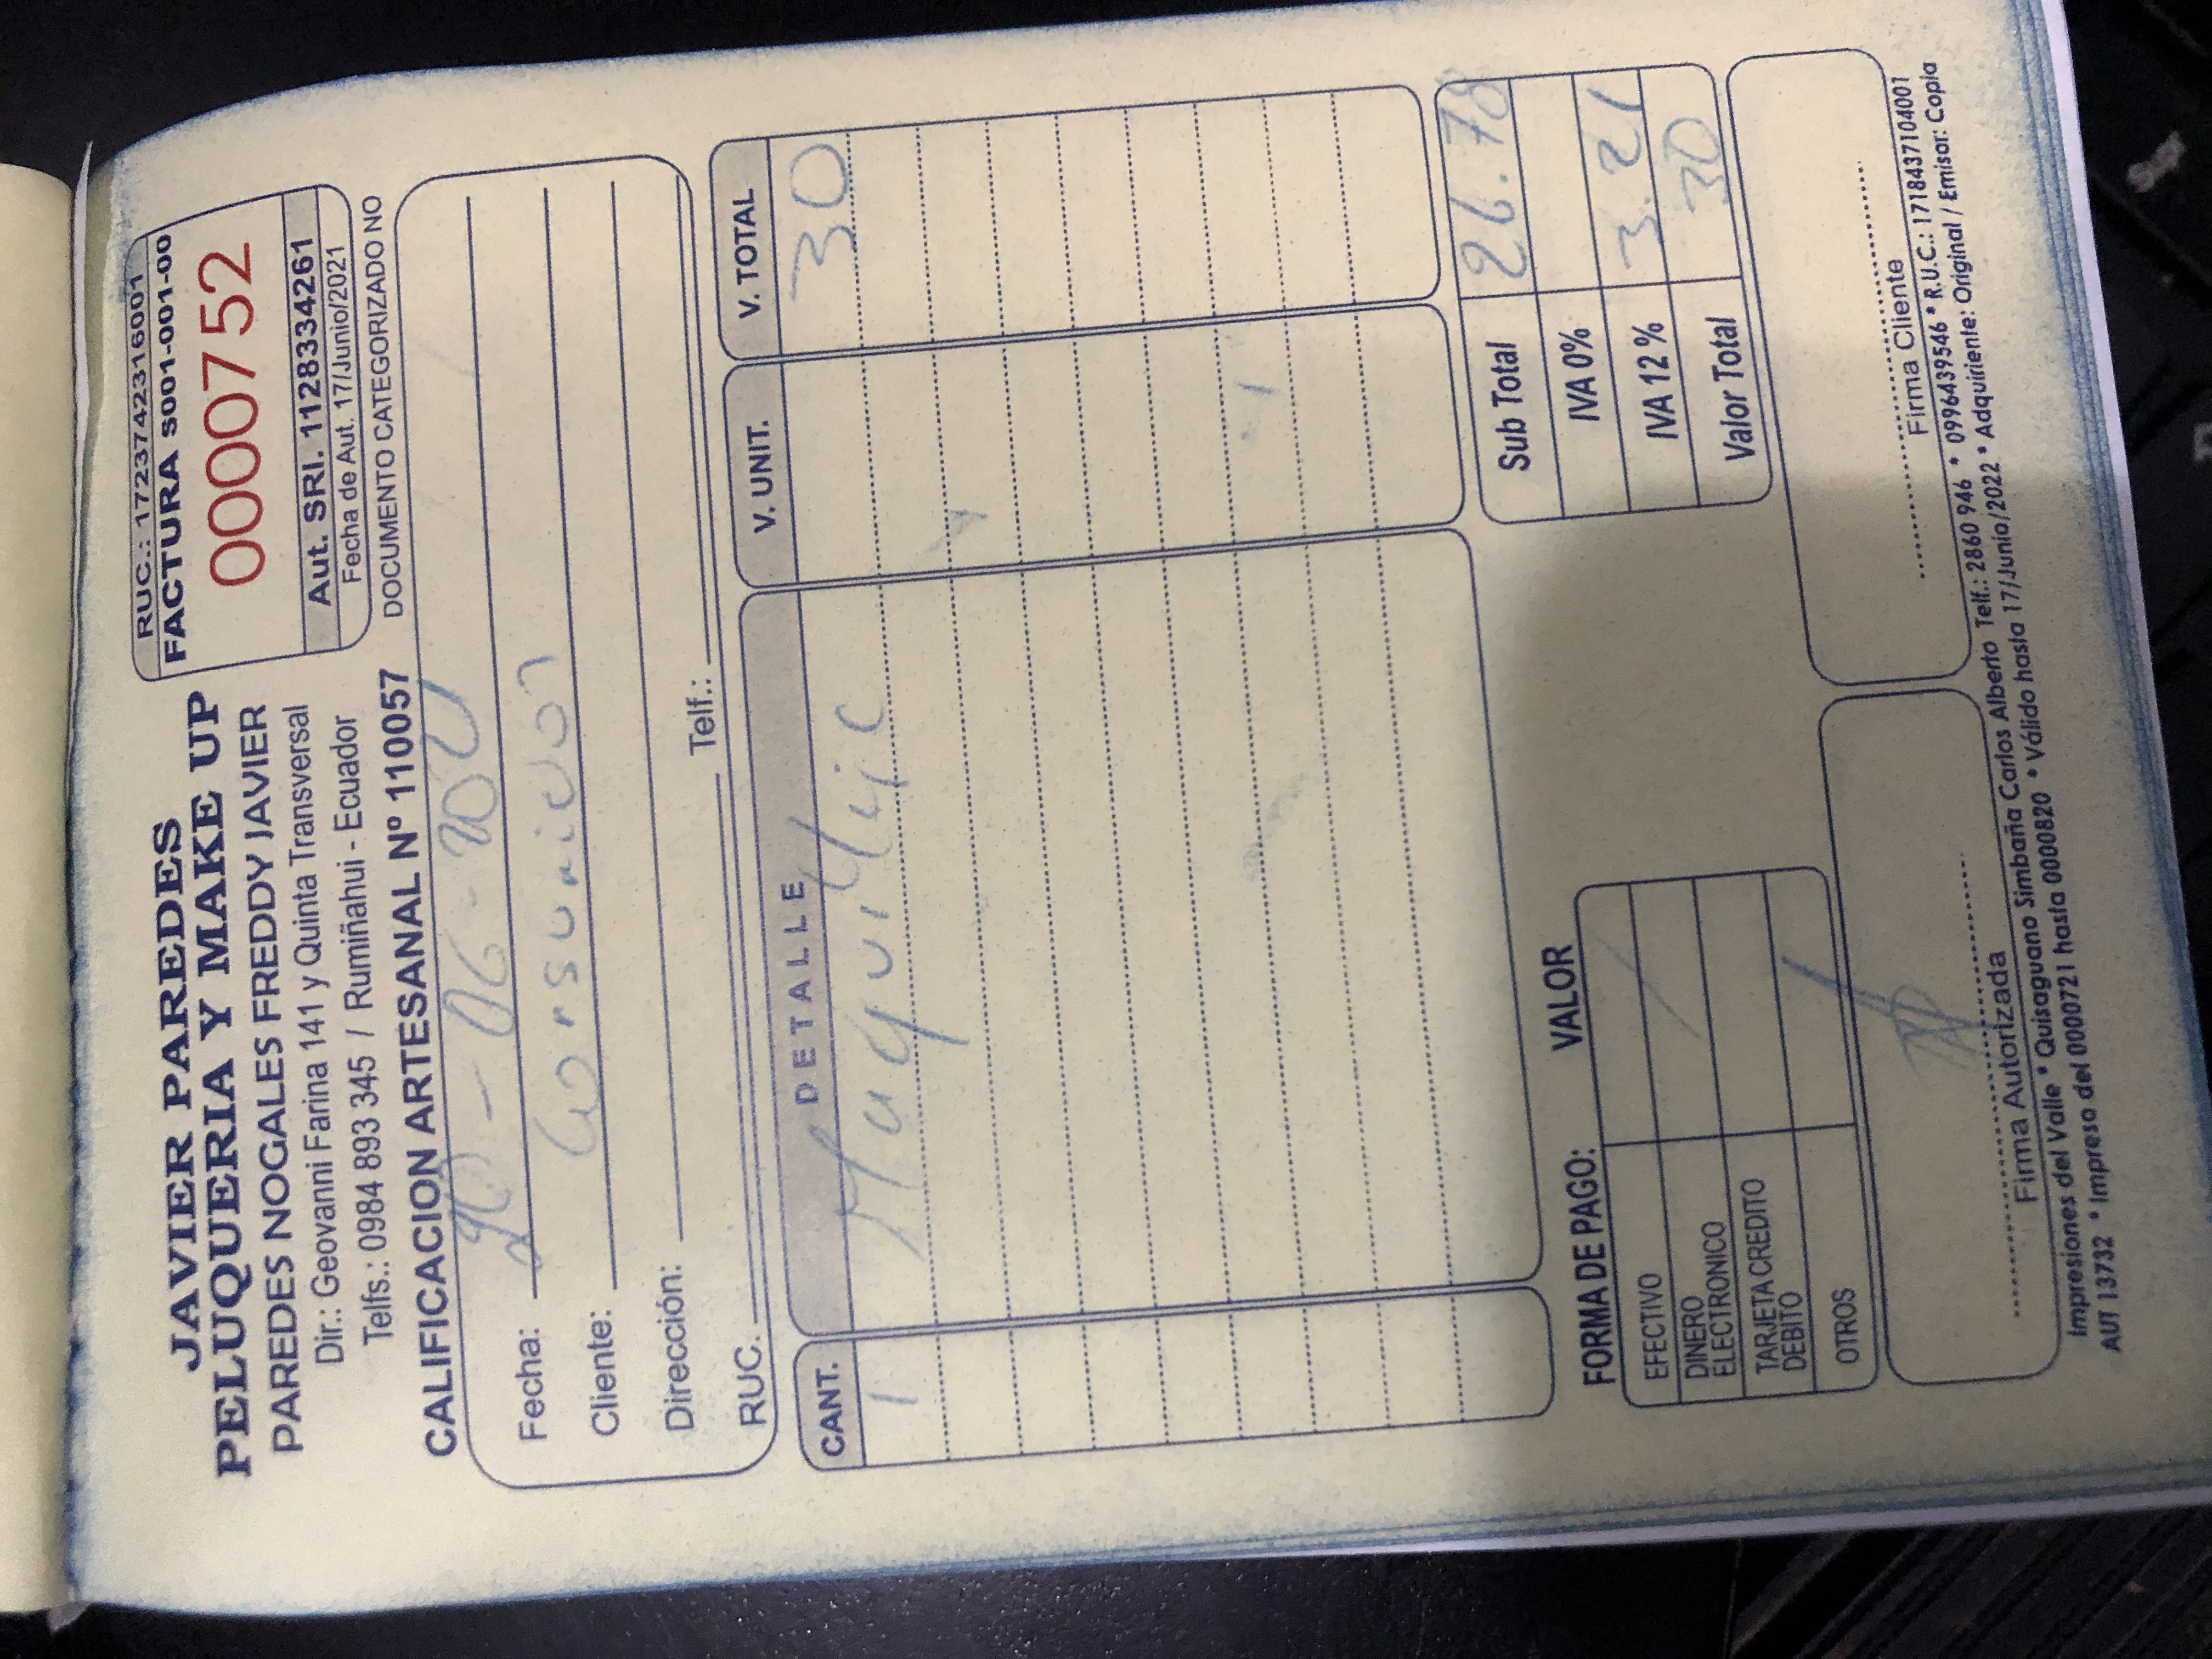 JAVIER PAREDES
PELUQUERIA Y MAKE UP
PAREDES NOGALES FREDDY JAVIER
Dir.: Geovanni Farina 141 y Quinta Transversal
Telfs.: 0984 893 345 / Rumiñahui - Ecuador
CALIFICACION ARTESANAL Nº 110057
RUC.: 1723742316001
FACTURA S001-001-00
0000752
Aut. SRI. 1128334261
Fecha de Aut. 17/Junio/2021
DOCUMENTO CATEGORIZADO NO
Fecha: 20-06-2021
Cliente: Consumidor
Dirección:
RUC. Telf.:
CANT. DETALLE V. UNIT. V. TOTAL
1 Maquillaje 30
Sub Total 26.78
IVA 0%
IVA 12% 3.21
Valor Total 30
FORMA DE PAGO: VALOR
EFECTIVO
DINERO
ELECTRONICO
TARJETA CREDITO
DEBITO
OTROS
Firma Autorizada
Firma Cliente
Impresiones del Valle * Quisaguano Simbaña Carlos Alberto Telf.: 2860 946 * 0996439546 * R.U.C.: 1718437104001
AUT 13732 * Impreso del 0000721 hasta 0000820 * Válido hasta 17/Junio/2022 * Adquiriente: Original / Emisor: Copia